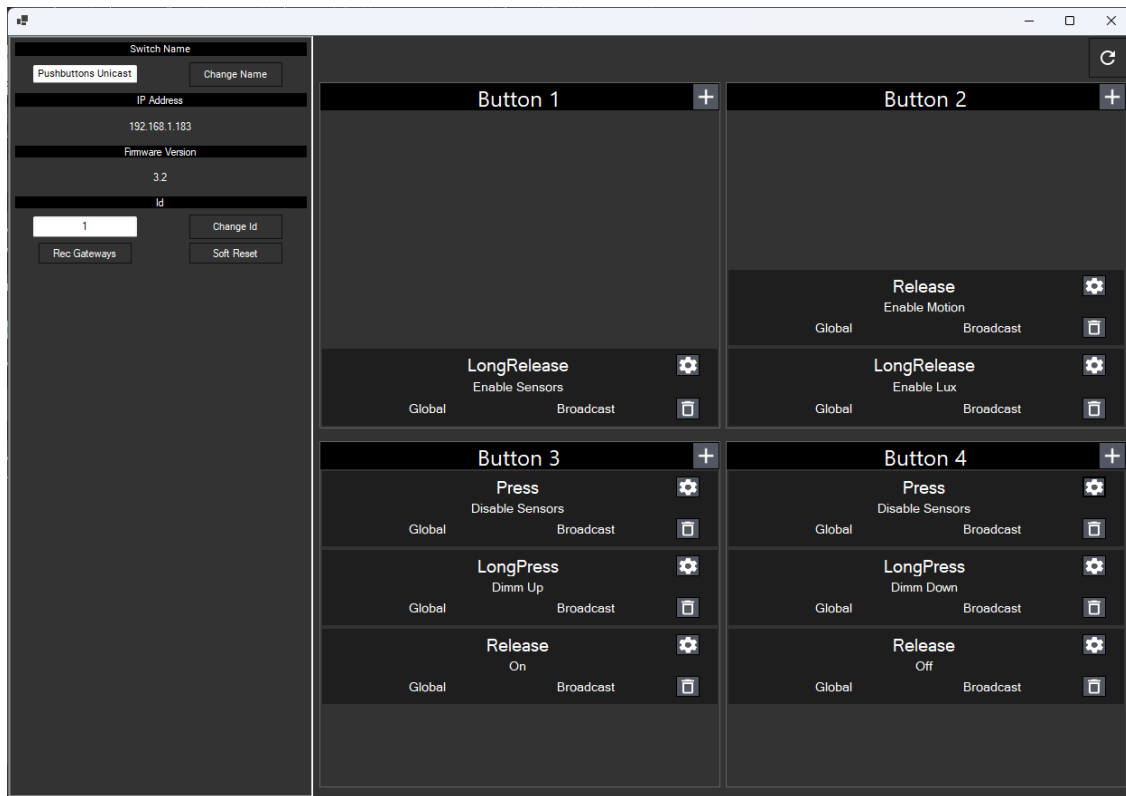 Switch Name
Pushbuttons Unicast
Change Name
IP Address
192.168.1.183
Firmware Version
3.2
Id
1
Change Id
Rec Gateways
Soft Reset
Button 1
LongRelease
Enable Sensors
Global Broadcast
Button 2
Release
Enable Motion
Global Broadcast
LongRelease
Enable Lux
Global Broadcast
Button 3
Press
Disable Sensors
Global Broadcast
LongPress
Dimm Up
Global Broadcast
Release
On
Global Broadcast
Button 4
Press
Disable Sensors
Global Broadcast
LongPress
Dimm Down
Global Broadcast
Release
Off
Global Broadcast